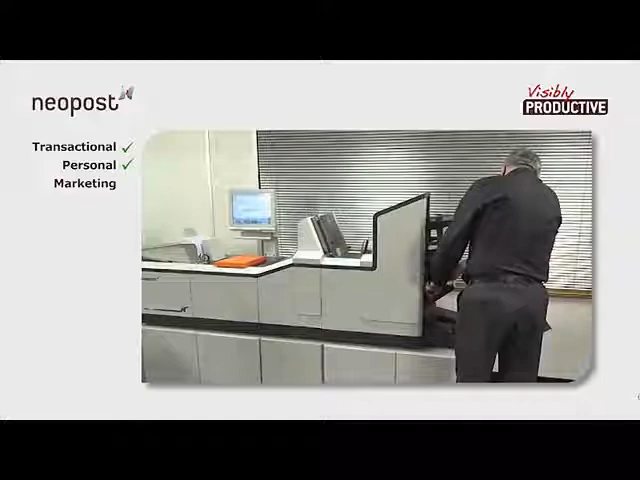 neopost
Visibly
PRODUCTIVE
Transactional ✓
Personal ✓
Marketing